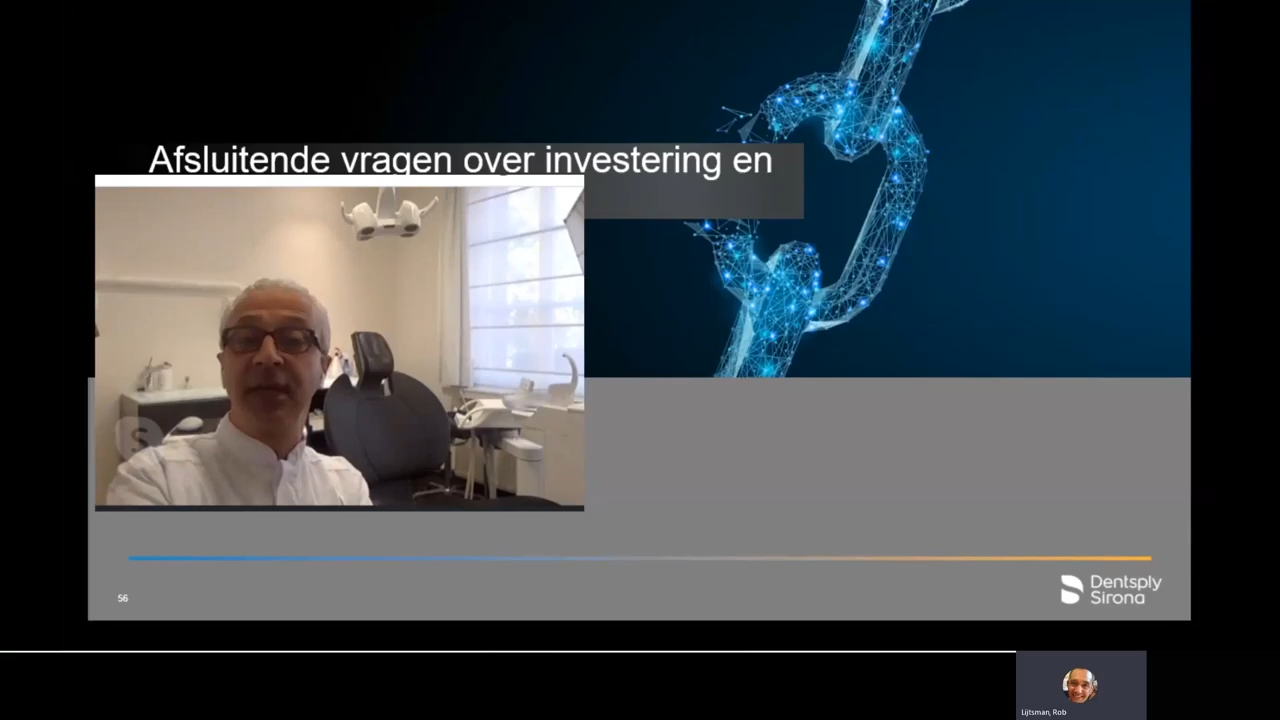 Afsluitende vragen over investering en
S
56
Dentsply
Sirona
Lijtsman, Rob